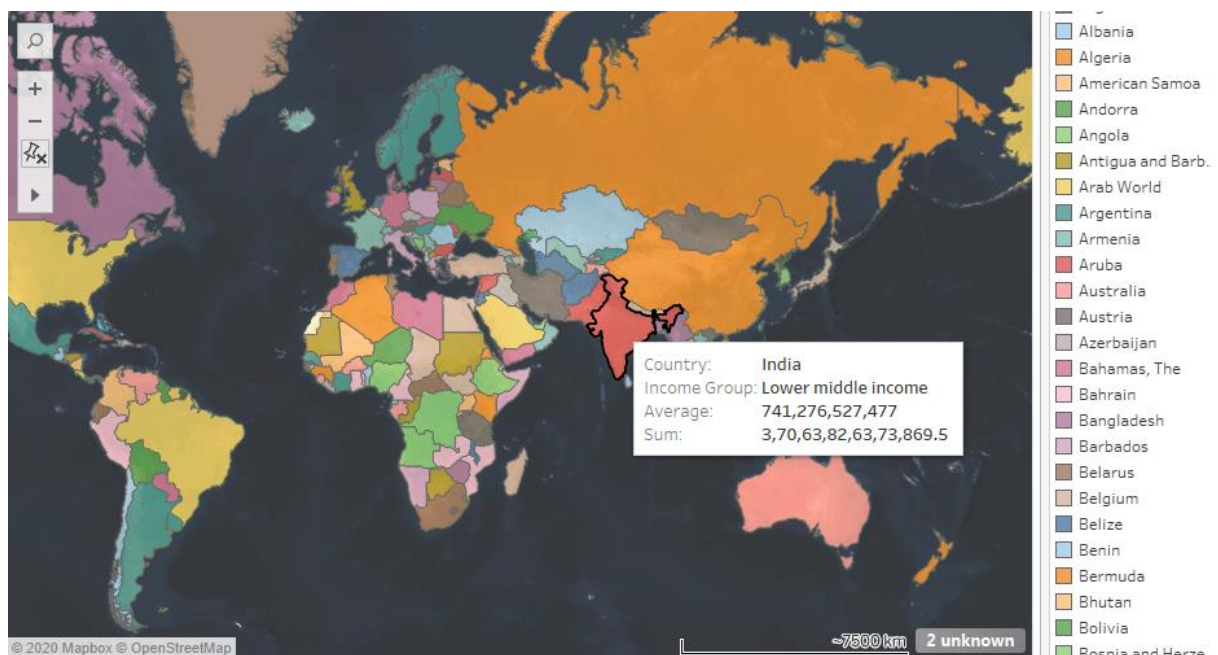 Albania
Algeria
American Samoa
Andorra
Angola
Antigua and Barb.
Arab World
Argentina
Armenia
Aruba
Australia
Austria
Azerbaijan
Bahamas, The
Bahrain
Bangladesh
Barbados
Belarus
Belgium
Belize
Benin
Bermuda
Bhutan
Bolivia
Bosnia and Herze
Country: India
Income Group: Lower middle income
Average: 741,276,527,477
Sum: 3,70,63,82,63,73,869.5
© 2020 Mapbox © OpenStreetMap
~7500 km
2 unknown